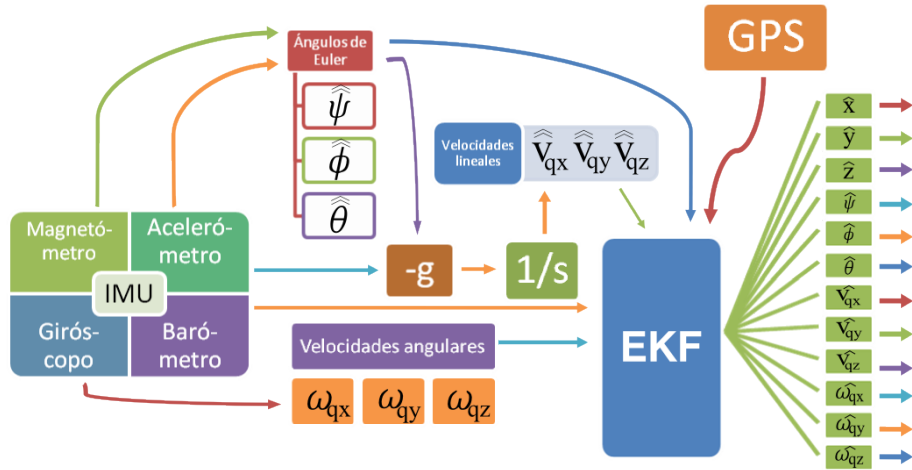 Ángulos de
Euler
GPS
ψ̂̂
ϕ̂̂
θ̂̂
Velocidades
lineales
v̂̂qx v̂̂qy v̂̂qz
Magnetó-
metro
Aceleró-
metro
IMU
Girós-
copo
Baró-
metro
-g
1/s
EKF
Velocidades angulares
ωqx ωqy ωqz
x̂
ŷ
ẑ
ψ̂
ϕ̂
θ̂
v̂qx
v̂qy
v̂qz
ω̂qx
ω̂qy
ω̂qz